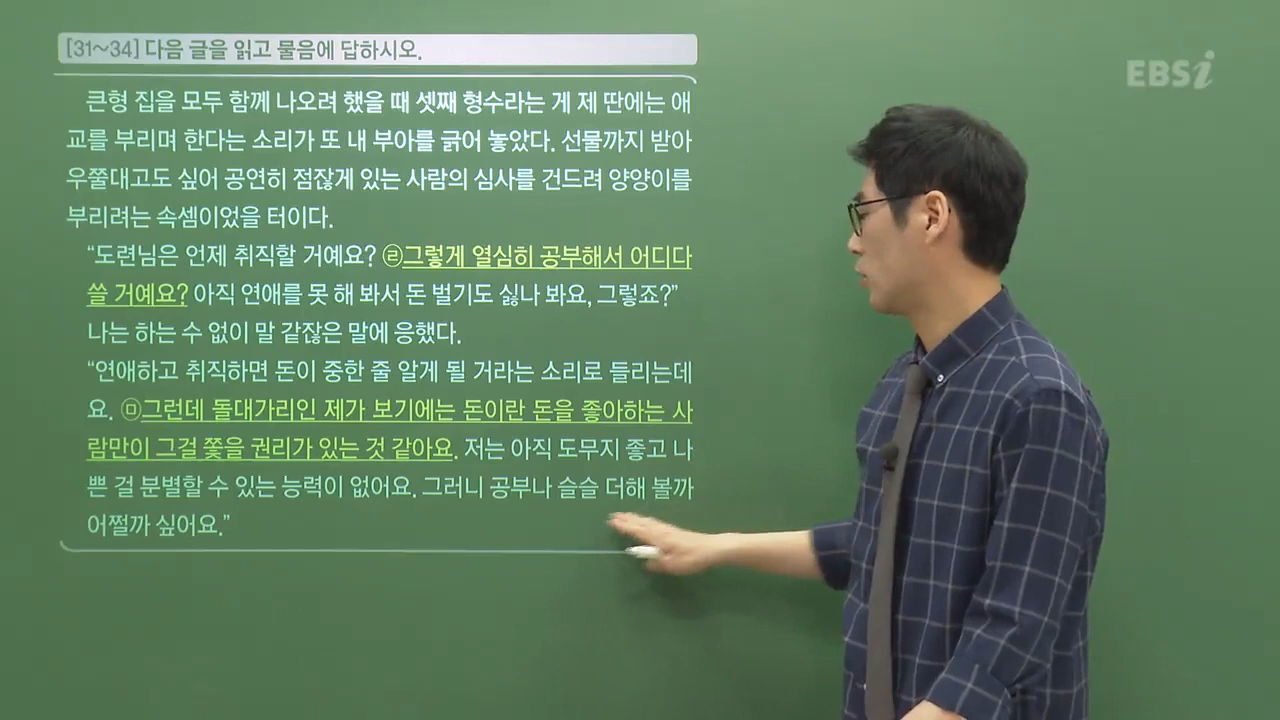 [31~34] 다음 글을 읽고 물음에 답하시오.
EBSi
큰형 집을 모두 함께 나오려 했을 때 셋째 형수라는 게 제 딴에는 애
교를 부리며 한다는 소리가 또 내 부아를 긁어 놓았다. 선물까지 받아
우쭐대고도 싶어 공연히 점잖게 있는 사람의 심사를 건드려 양양이를
부리려는 속셈이었을 터이다.
“도련님은 언제 취직할 거예요? ㉣그렇게 열심히 공부해서 어디다
쓸 거예요? 아직 연애를 못 해 봐서 돈 벌기도 싫나 봐요, 그렇죠?”
나는 하는 수 없이 말 같잖은 말에 응했다.
“연애하고 취직하면 돈이 중한 줄 알게 될 거라는 소리로 들리는데
요. ㉤그런데 돌대가리인 제가 보기에는 돈이란 돈을 좋아하는 사
람만이 그걸 쫓을 권리가 있는 것 같아요. 저는 아직 도무지 좋고 나
쁜 걸 분별할 수 있는 능력이 없어요. 그러니 공부나 슬슬 더해 볼까
어쩔까 싶어요.”